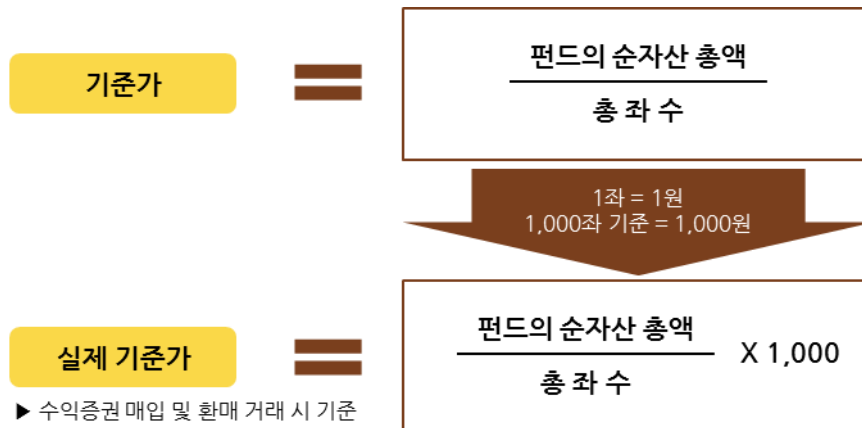 기준가
펀드의 순자산 총액
총 좌 수
1좌 = 1원
1,000좌 기준 = 1,000원
실제 기준가
펀드의 순자산 총액
총 좌 수
X 1,000
▶ 수익증권 매입 및 환매 거래 시 기준